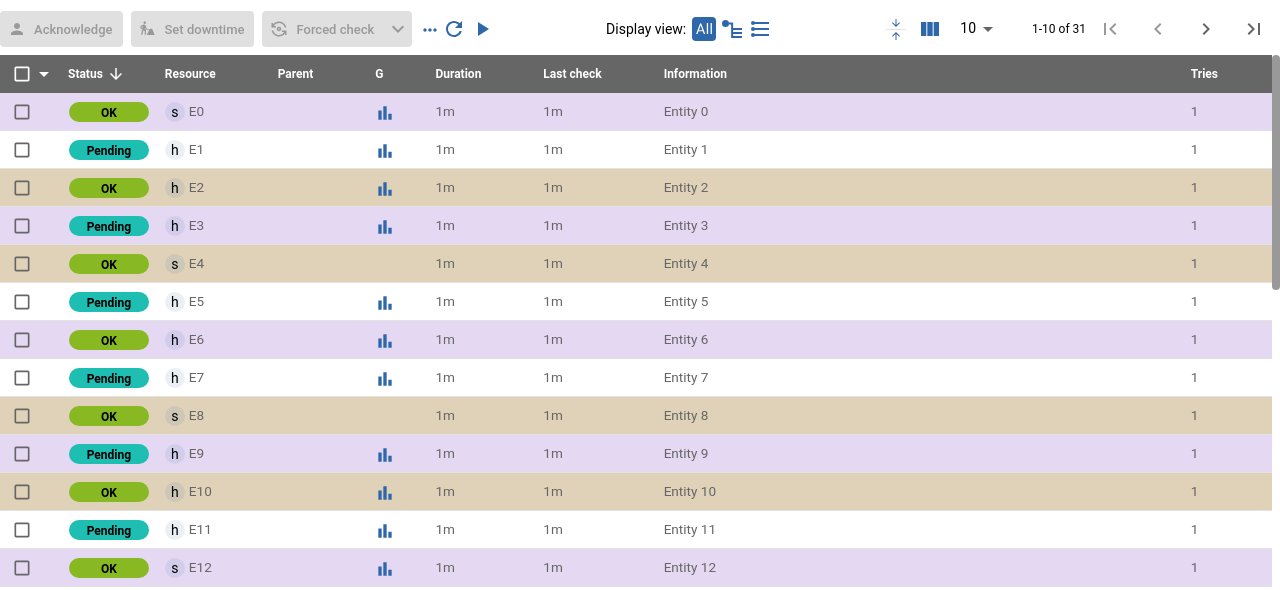 Acknowledge Set downtime Forced check Display view: All 10 1-10 of 31
Status Resource Parent G Duration Last check Information Tries
OK s E0 1m 1m Entity 0 1
Pending h E1 1m 1m Entity 1 1
OK h E2 1m 1m Entity 2 1
Pending h E3 1m 1m Entity 3 1
OK s E4 1m 1m Entity 4 1
Pending h E5 1m 1m Entity 5 1
OK h E6 1m 1m Entity 6 1
Pending h E7 1m 1m Entity 7 1
OK s E8 1m 1m Entity 8 1
Pending h E9 1m 1m Entity 9 1
OK h E10 1m 1m Entity 10 1
Pending h E11 1m 1m Entity 11 1
OK s E12 1m 1m Entity 12 1